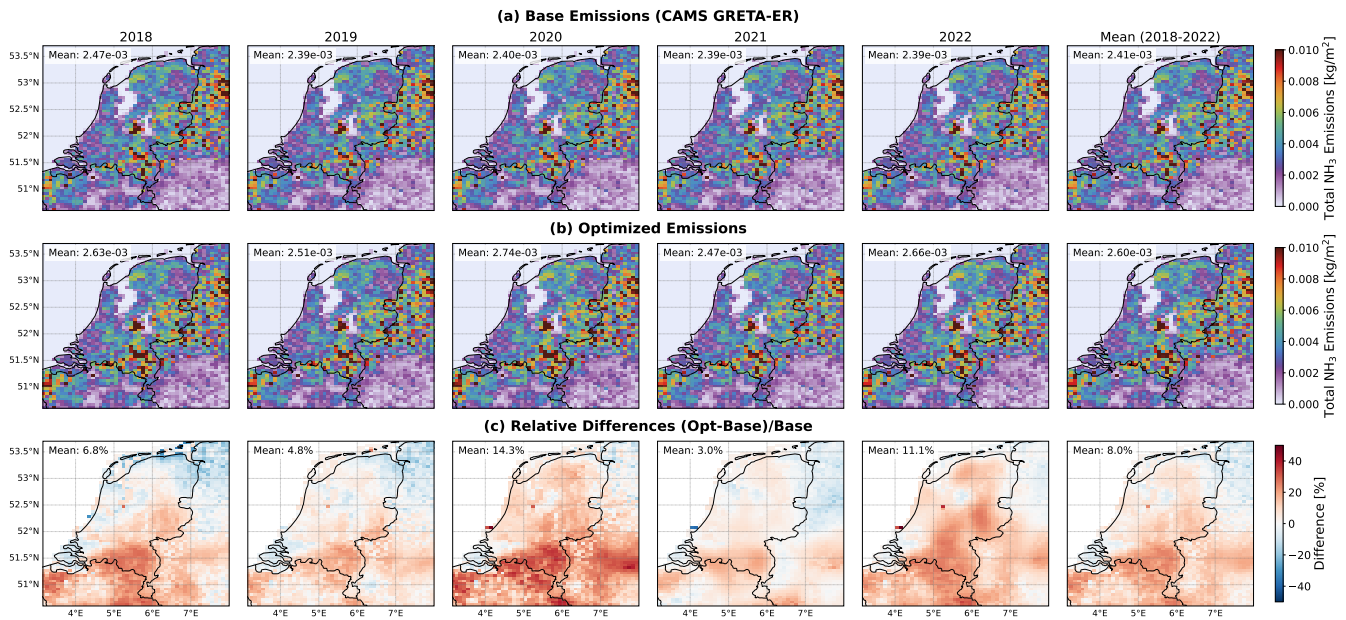 (a) Base Emissions (CAMS GRETA-ER)
2018 2019 2020 2021 2022 Mean (2018-2022)
Mean: 2.47e-03 Mean: 2.39e-03 Mean: 2.40e-03 Mean: 2.39e-03 Mean: 2.39e-03 Mean: 2.41e-03
53.5°N
53°N
52.5°N
52°N
51.5°N
51°N
0.010
0.008
0.006
0.004
0.002
0.000
Total NH₃ Emissions [kg/m²]
(b) Optimized Emissions
Mean: 2.63e-03 Mean: 2.51e-03 Mean: 2.74e-03 Mean: 2.47e-03 Mean: 2.66e-03 Mean: 2.60e-03
53.5°N
53°N
52.5°N
52°N
51.5°N
51°N
0.010
0.008
0.006
0.004
0.002
0.000
Total NH₃ Emissions [kg/m²]
(c) Relative Differences (Opt-Base)/Base
Mean: 6.8% Mean: 4.8% Mean: 14.3% Mean: 3.0% Mean: 11.1% Mean: 8.0%
53.5°N
53°N
52.5°N
52°N
51.5°N
51°N
40
20
0
−20
−40
Difference [%]
4°E 5°E 6°E 7°E 4°E 5°E 6°E 7°E 4°E 5°E 6°E 7°E 4°E 5°E 6°E 7°E 4°E 5°E 6°E 7°E 4°E 5°E 6°E 7°E